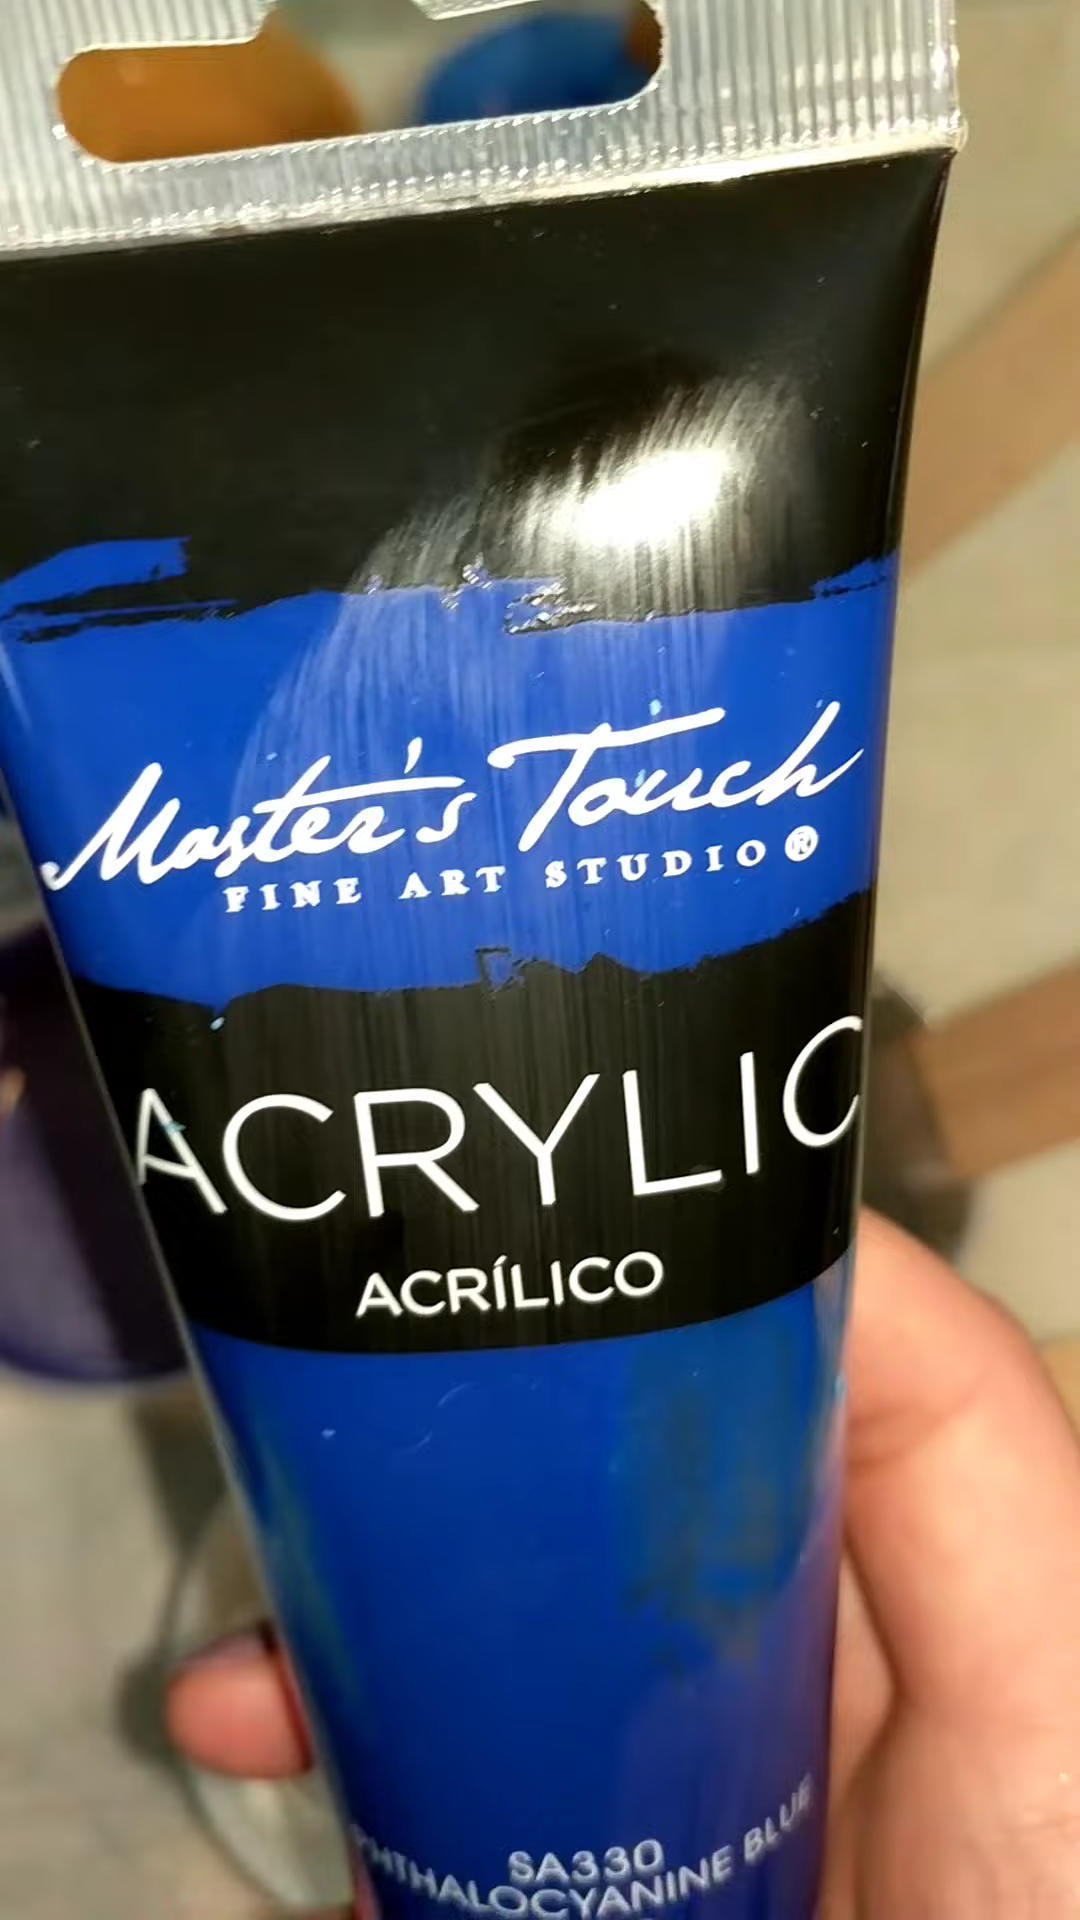 Master's Touch
FINE ART STUDIO®
ACRYLIC
ACRÍLICO
SA330
PHTHALOCYANINE BLUE